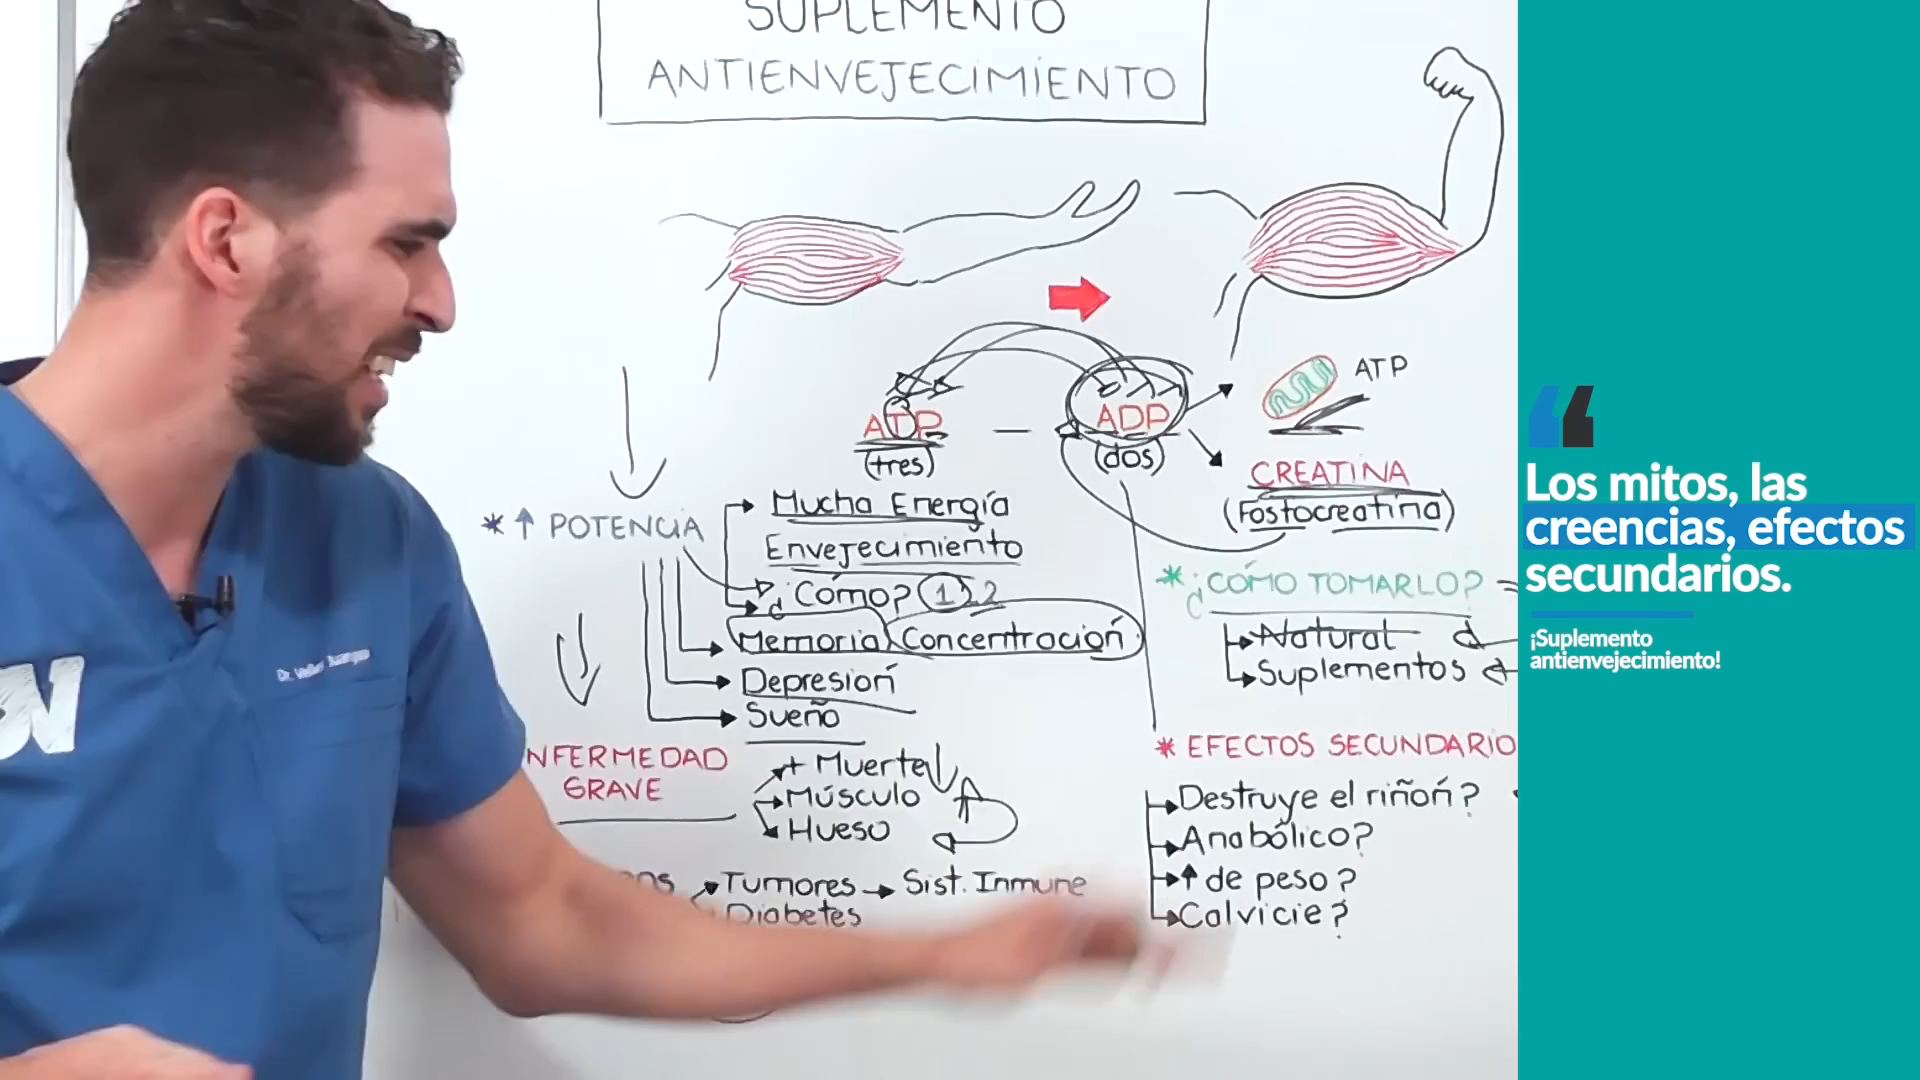 SUPLEMENTO
ANTIENVEJECIMIENTO
ATP
(tres)
—
ADP
(dos)
ATP
CREATINA
(Fostocreatina)
* ↑ POTENCIA
Mucha Energía
Envejecimiento
¿Cómo? 1.2
Memoria Concentración
Depresión
Sueño
NFERMEDAD
GRAVE
+ Muerte
Músculo
Hueso
Tumores → Sist. Inmune
Diabetes
* ¿CÓMO TOMARLO?
Natural
Suplementos
* EFECTOS SECUNDARIO
Destruye el riñón?
Anabólico?
↑ de peso?
Calvicie?
Los mitos, las
creencias, efectos
secundarios.
¡Suplemento
antienvejecimiento!